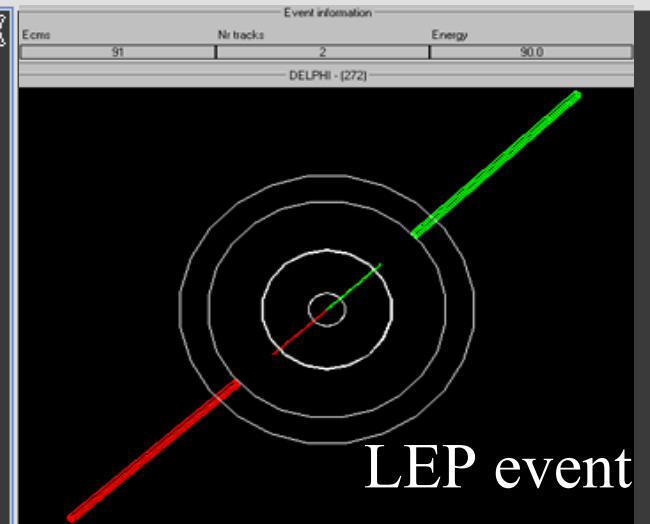 Event information
Ecms Nr tracks Energy
91 2 90.0
DELPHI - (272)
LEP event